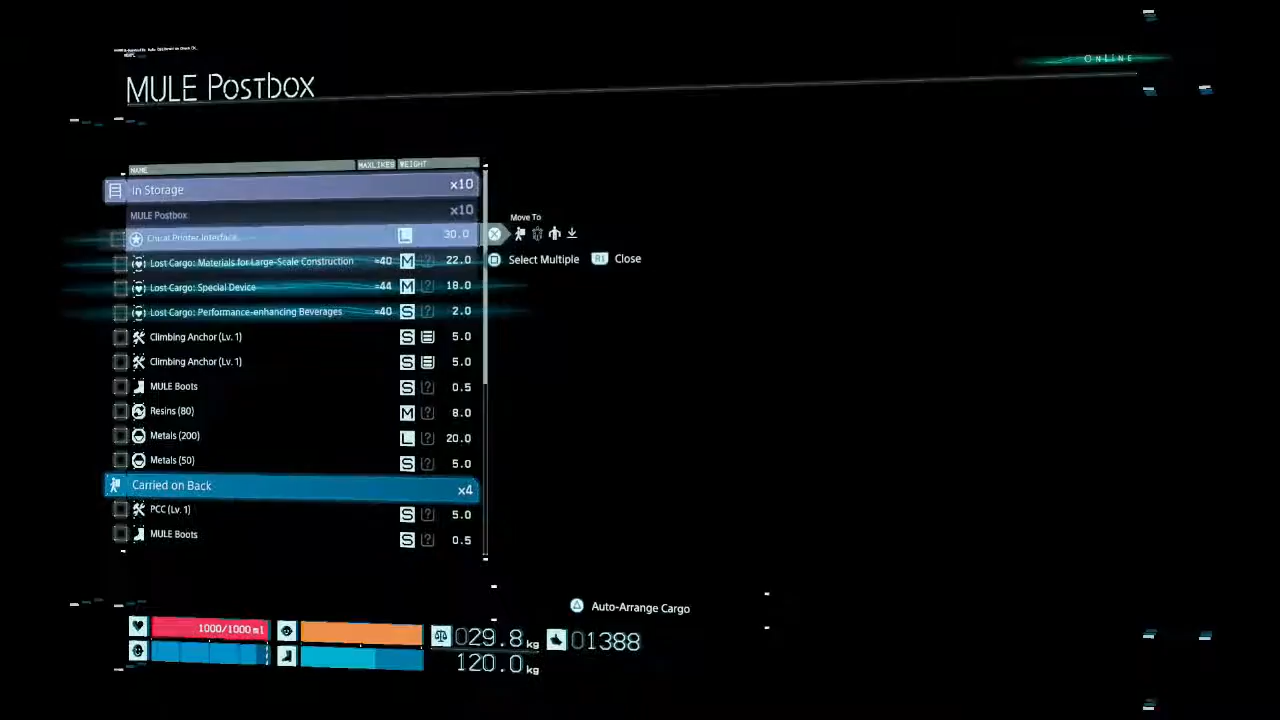 MULE Postbox
ONLINE
NAME MAXLIKES WEIGHT
In Storage x10
MULE Postbox x10
Chiral Printer Interface L 30.0
Lost Cargo: Materials for Large-Scale Construction ≈40 M 22.0
Lost Cargo: Special Device ≈44 M 18.0
Lost Cargo: Performance-enhancing Beverages ≈40 S 2.0
Climbing Anchor (Lv. 1) S 5.0
Climbing Anchor (Lv. 1) S 5.0
MULE Boots S 0.5
Resins (80) M 8.0
Metals (200) L 20.0
Metals (50) S 5.0
Carried on Back x4
PCC (Lv. 1) S 5.0
MULE Boots S 0.5
Move To
Select Multiple R1 Close
Auto-Arrange Cargo
1000/1000 ml
029.8 kg 01388
120.0 kg